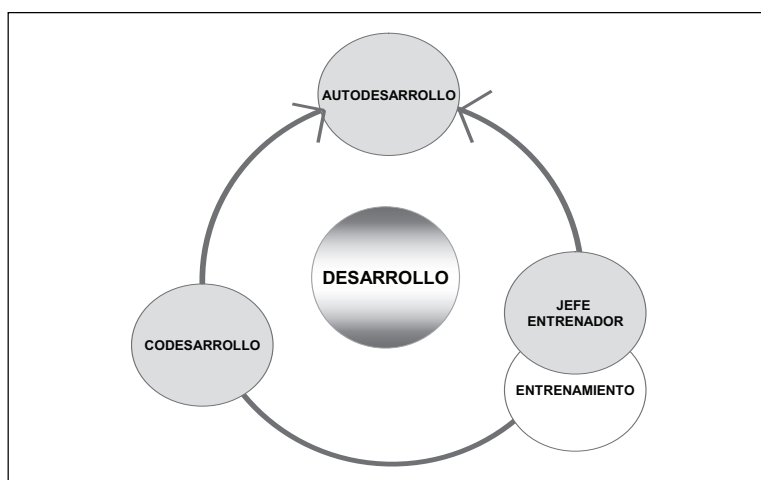 AUTODESARROLLO
DESARROLLO
JEFE
ENTRENADOR
CODESARROLLO
ENTRENAMIENTO